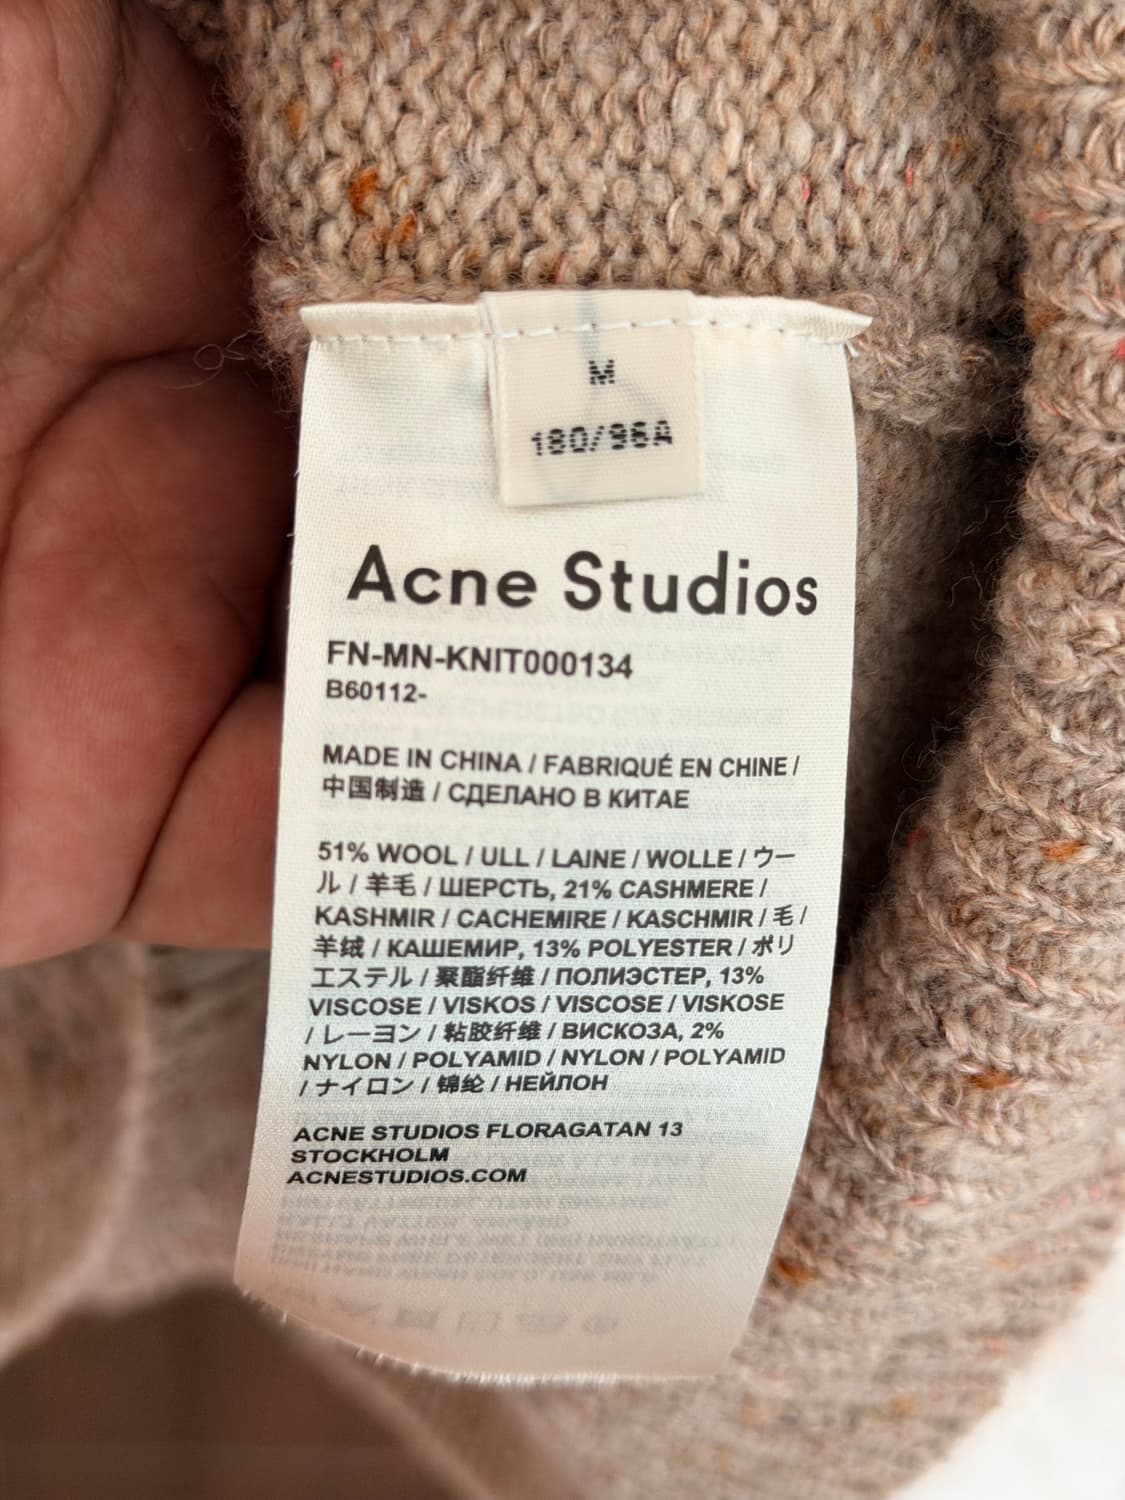 M
180/96A
Acne Studios
FN-MN-KNIT000134
B60112-
MADE IN CHINA / FABRIQUÉ EN CHINE /
中国制造 / СДЕЛАНО В КИТАЕ
51% WOOL / ULL / LAINE / WOLLE / ウー
ル / 羊毛 / ШЕРСТЬ, 21% CASHMERE /
KASHMIR / CACHEMIRE / KASCHMIR / 毛 /
羊绒 / КАШЕМИР, 13% POLYESTER / ポリ
エステル / 聚酯纤维 / ПОЛИЭСТЕР, 13%
VISCOSE / VISKOS / VISCOSE / VISKOSE
/ レーヨン / 粘胶纤维 / ВИСКОЗА, 2%
NYLON / POLYAMID / NYLON / POLYAMID
/ ナイロン / 锦纶 / НЕЙЛОН
ACNE STUDIOS FLORAGATAN 13
STOCKHOLM
ACNESTUDIOS.COM